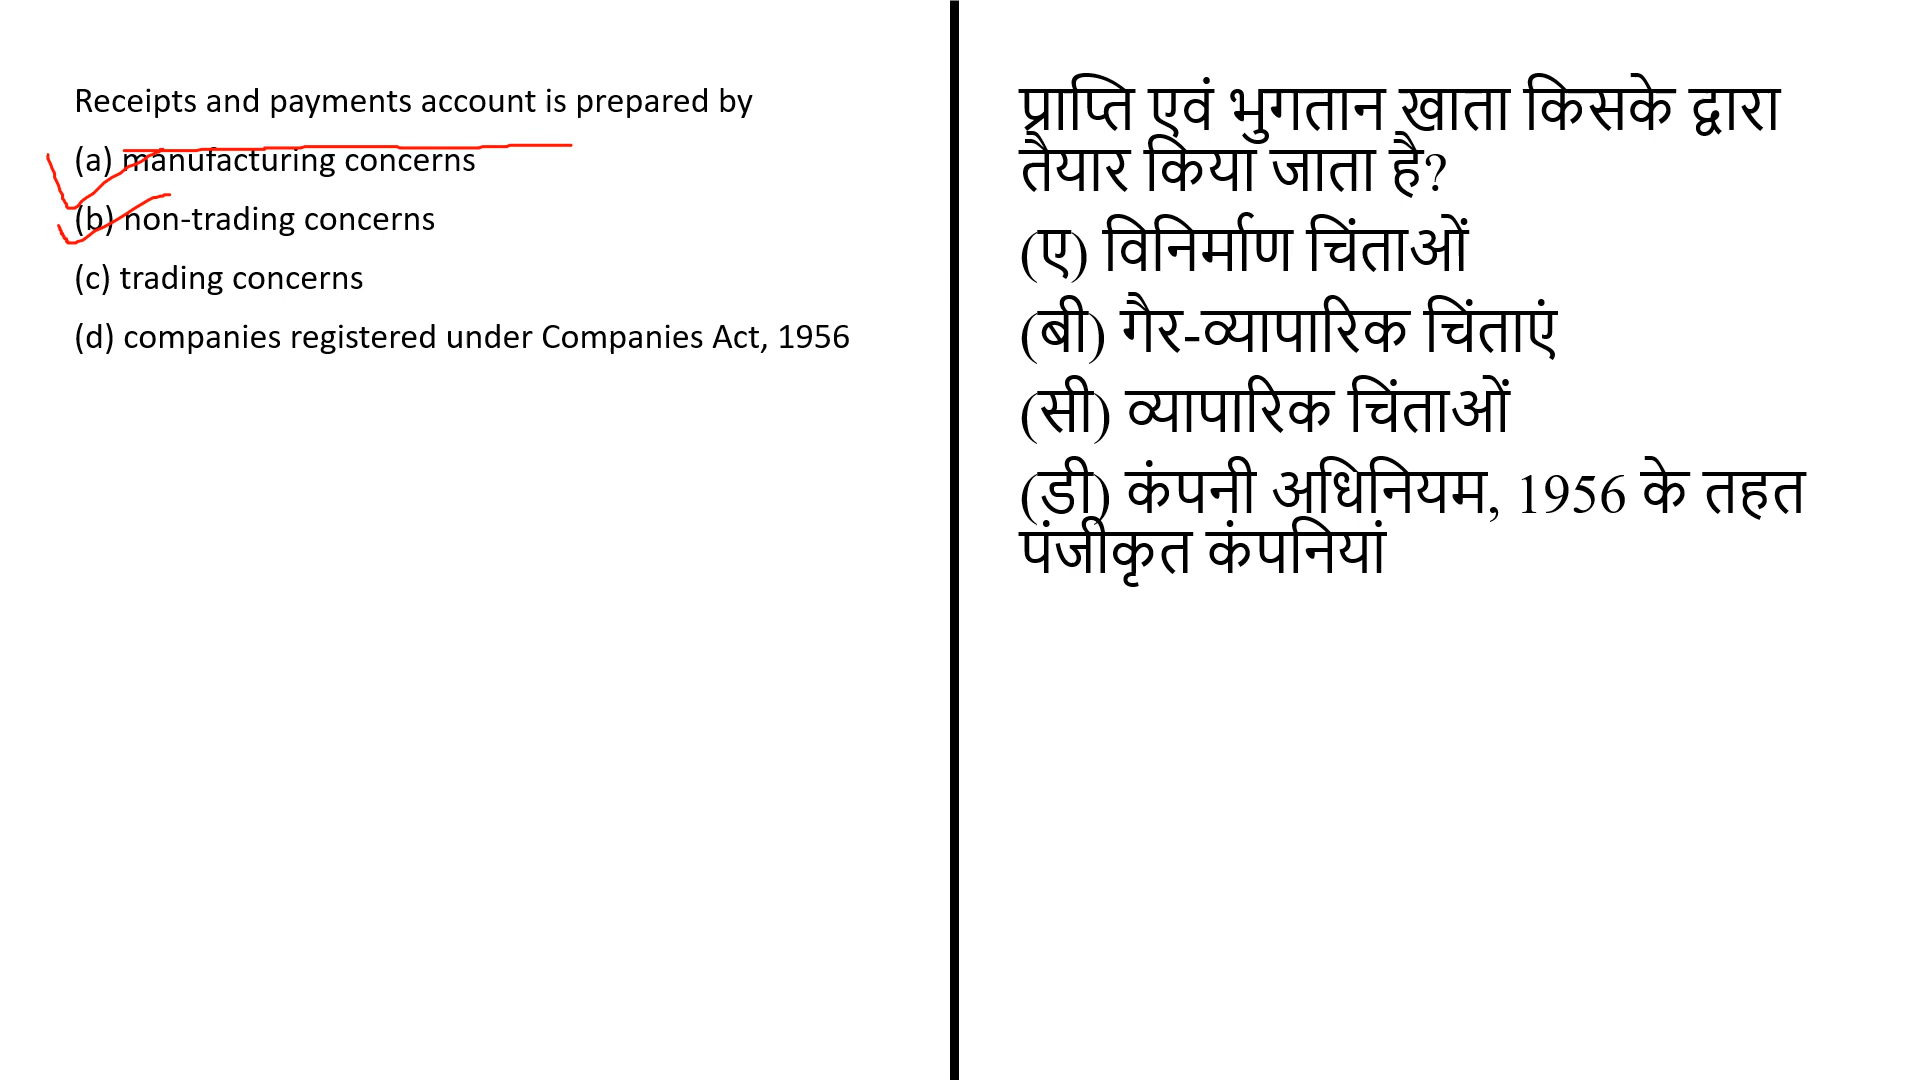 Receipts and payments account is prepared by
(a) manufacturing concerns
(b) non-trading concerns
(c) trading concerns
(d) companies registered under Companies Act, 1956
प्राप्ति एवं भुगतान खाता किसके द्वारा
तैयार किया जाता है?
(ए) विनिर्माण चिंताओं
(बी) गैर-व्यापारिक चिंताएं
(सी) व्यापारिक चिंताओं
(डी) कंपनी अधिनियम, 1956 के तहत
पंजीकृत कंपनियां